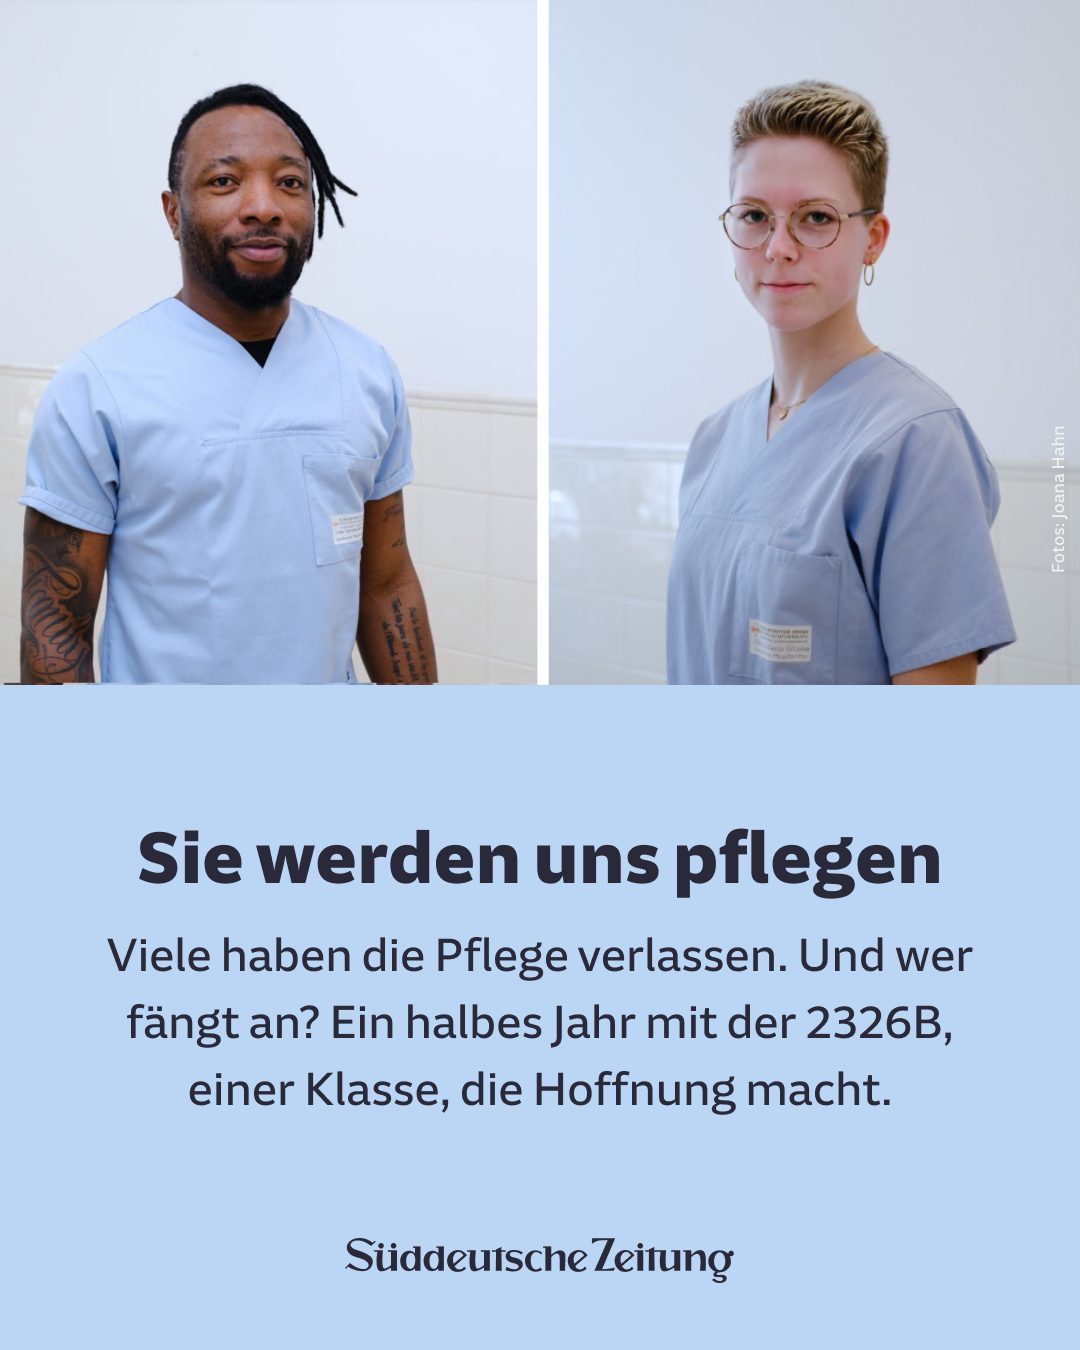 Fotos: Joana Hahn
Sie werden uns pflegen
Viele haben die Pflege verlassen. Und wer
fängt an? Ein halbes Jahr mit der 2326B,
einer Klasse, die Hoffnung macht.
Süddeutsche Zeitung